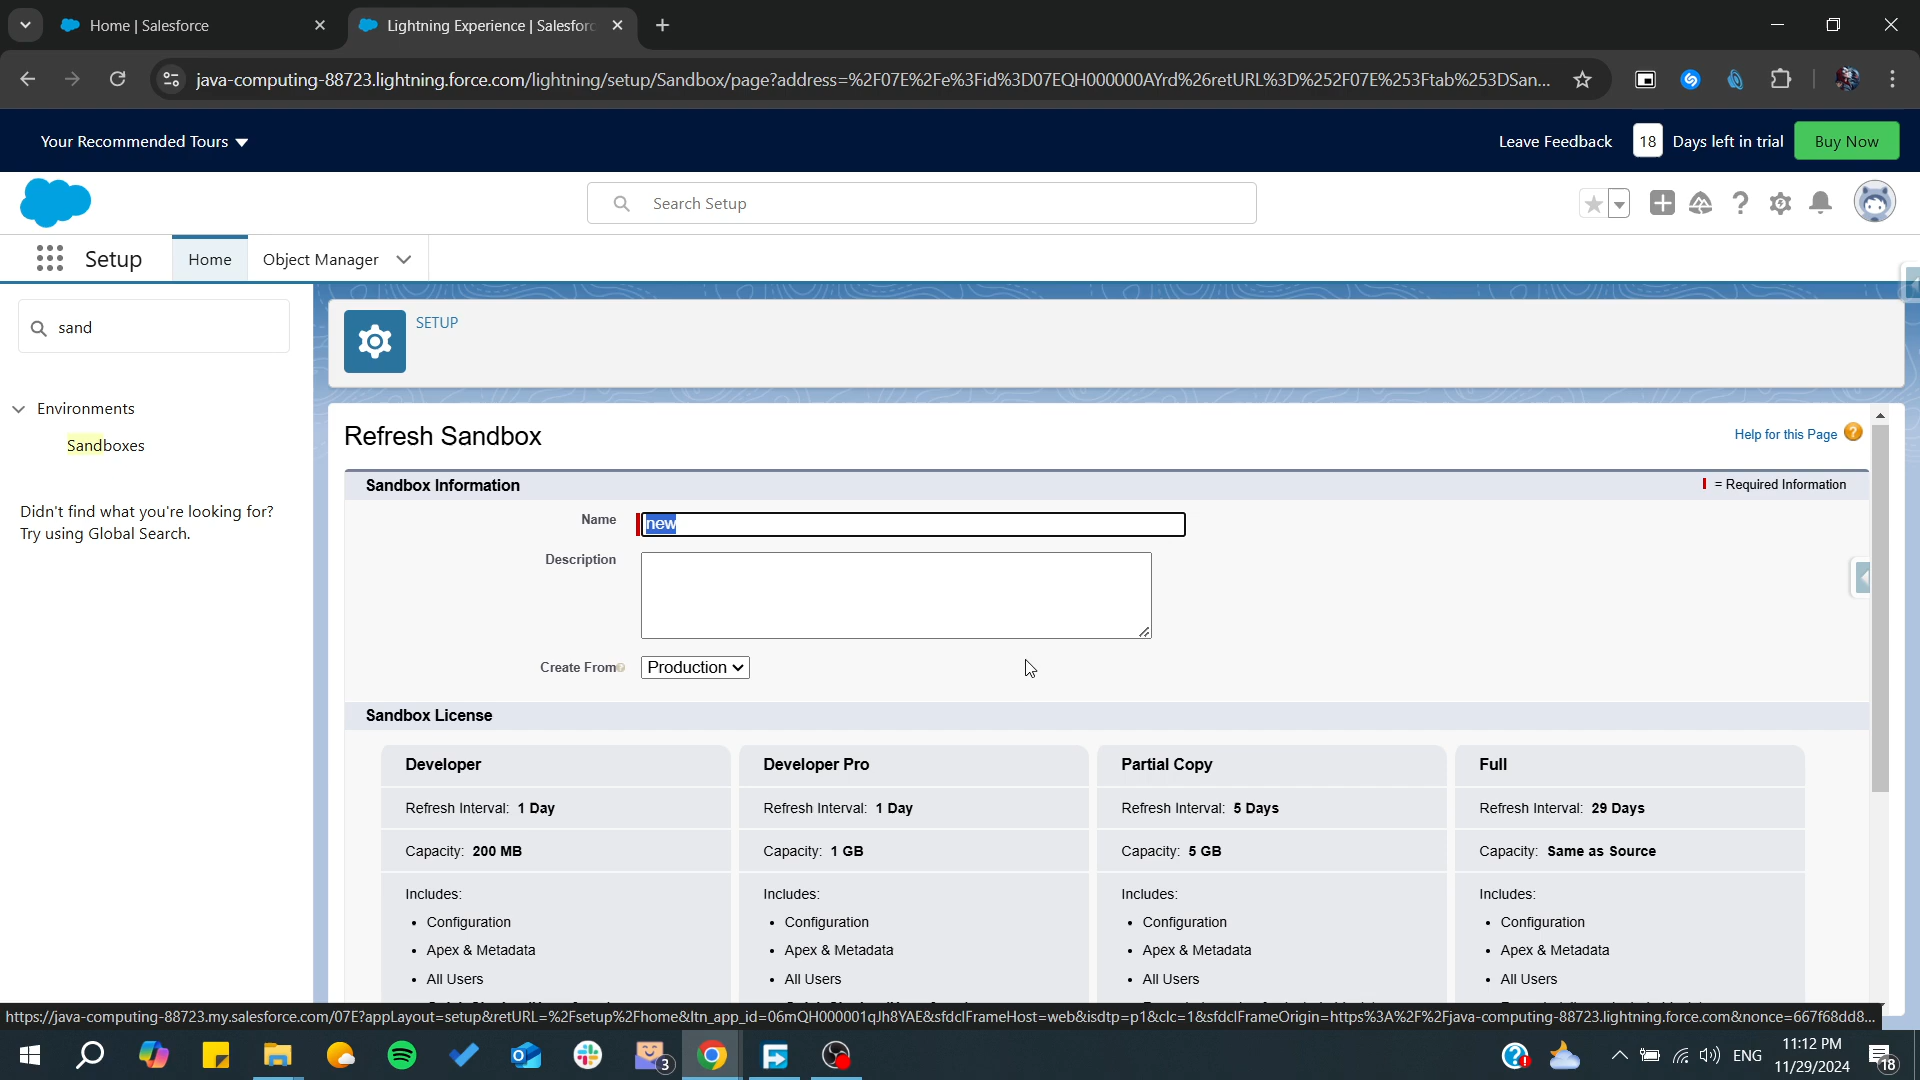 Home | Salesforce
Lightning Experience | Salesforc
java-computing-88723.lightning.force.com/lightning/setup/Sandbox/page?address=%2F07E%2Fe%3Fid%3D07EQH000000AYrd%26retURL%3D%252F07E%253Ftab%253DSan...
Your Recommended Tours
Leave Feedback
18 Days left in trial
Buy Now
Search Setup
Setup
Home
Object Manager
sand
SETUP
Environments
Sandboxes
Didn't find what you're looking for?
Try using Global Search.
Refresh Sandbox
Help for this Page ?
Sandbox Information
= Required Information
Name
new
Description
Create From
Production
Sandbox License
Developer
Developer Pro
Partial Copy
Full
Refresh Interval: 1 Day
Refresh Interval: 1 Day
Refresh Interval: 5 Days
Refresh Interval: 29 Days
Capacity: 200 MB
Capacity: 1 GB
Capacity: 5 GB
Capacity: Same as Source
Includes:
Includes:
Includes:
Includes:
• Configuration
• Configuration
• Configuration
• Configuration
• Apex & Metadata
• Apex & Metadata
• Apex & Metadata
• Apex & Metadata
• All Users
• All Users
• All Users
• All Users
https://java-computing-88723.my.salesforce.com/07E?appLayout=setup&retURL=%2Fsetup%2Fhome&ltn_app_id=06mQH000001qJh8YAE&sfdcIFrameHost=web&isdtp=p1&clc=1&sfdcIFrameOrigin=https%3A%2F%2Fjava-computing-88723.lightning.force.com&nonce=667f68dd8...
3
ENG
11:12 PM
11/29/2024
18